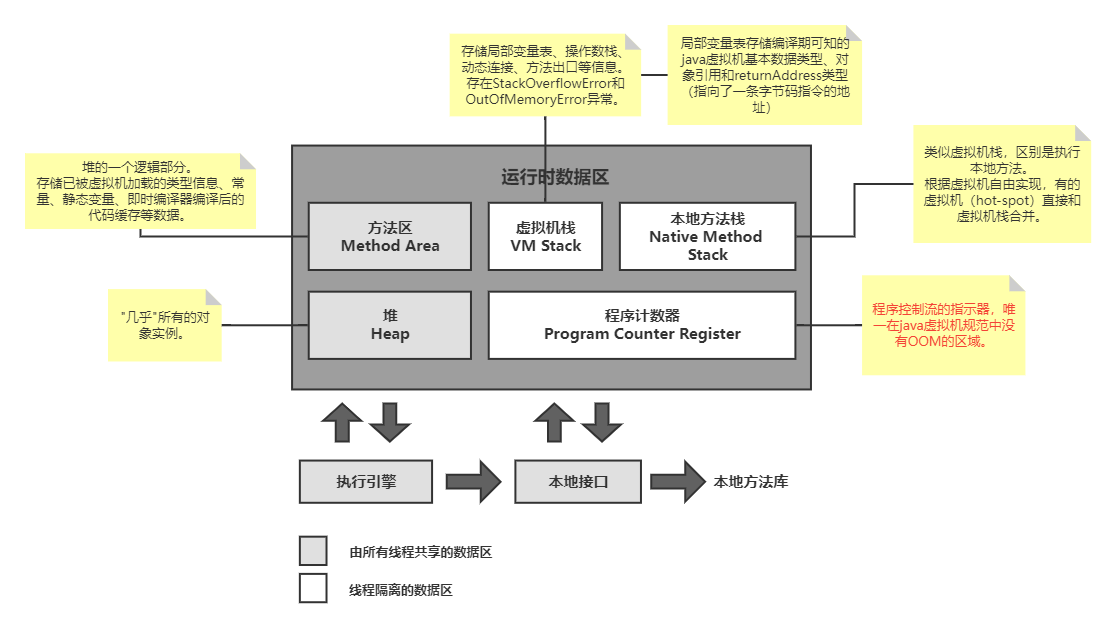 存储局部变量表、操作数栈、
动态连接、方法出口等信息。
存在StackOverflowError和
OutOfMemoryError异常。
局部变量表存储编译期可知的
java虚拟机基本数据类型、对
象引用和returnAddress类型
（指向了一条字节码指令的地
址）
堆的一个逻辑部分。
存储已被虚拟机加载的类型信息、常
量、静态变量、即时编译器编译后的
代码缓存等数据。
类似虚拟机栈，区别是执行
本地方法。
根据虚拟机自由实现，有的
虚拟机（hot-spot）直接和
虚拟机栈合并。
运行时数据区
方法区
Method Area
虚拟机栈
VM Stack
本地方法栈
Native Method
Stack
"几乎"所有的对
象实例。
堆
Heap
程序计数器
Program Counter Register
程序控制流的指示器，唯
一在java虚拟机规范中没
有OOM的区域。
执行引擎
本地接口
本地方法库
由所有线程共享的数据区
线程隔离的数据区